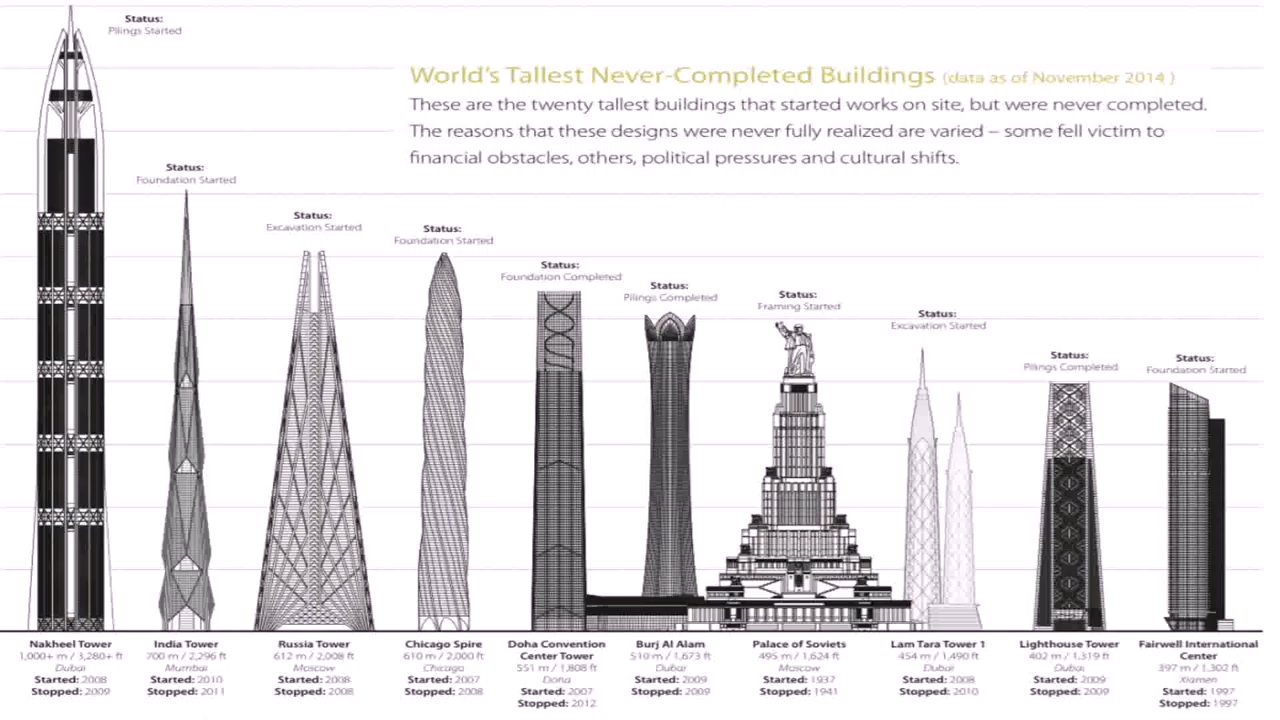 World's Tallest Never-Completed Buildings (data as of November 2014 )
These are the twenty tallest buildings that started works on site, but were never completed.
The reasons that these designs were never fully realized are varied – some fell victim to
financial obstacles, others, political pressures and cultural shifts.
Status:
Pilings Started
Status:
Foundation Started
Status:
Excavation Started
Status:
Foundation Started
Status:
Foundation Completed
Status:
Pilings Completed
Status:
Framing Started
Status:
Excavation Started
Status:
Pilings Completed
Status:
Foundation Started
Nakheel Tower
1,000+ m / 3,280+ ft
Dubai
Started: 2008
Stopped: 2009
India Tower
700 m / 2,296 ft
Mumbai
Started: 2010
Stopped: 2011
Russia Tower
612 m / 2,008 ft
Moscow
Started: 2008
Stopped: 2008
Chicago Spire
610 m / 2,000 ft
Chicago
Started: 2007
Stopped: 2008
Doha Convention
Center Tower
551 m / 1,808 ft
Doha
Started: 2007
Stopped: 2012
Burj Al Alam
510 m / 1,673 ft
Dubai
Started: 2009
Stopped: 2009
Palace of Soviets
495 m / 1,624 ft
Moscow
Started: 1937
Stopped: 1941
Lam Tara Tower 1
454 m / 1,490 ft
Dubai
Started: 2008
Stopped: 2010
Lighthouse Tower
402 m / 1,319 ft
Dubai
Started: 2009
Stopped: 2009
Fairwell International
Center
397 m / 1,302 ft
Xiamen
Started: 1997
Stopped: 1997